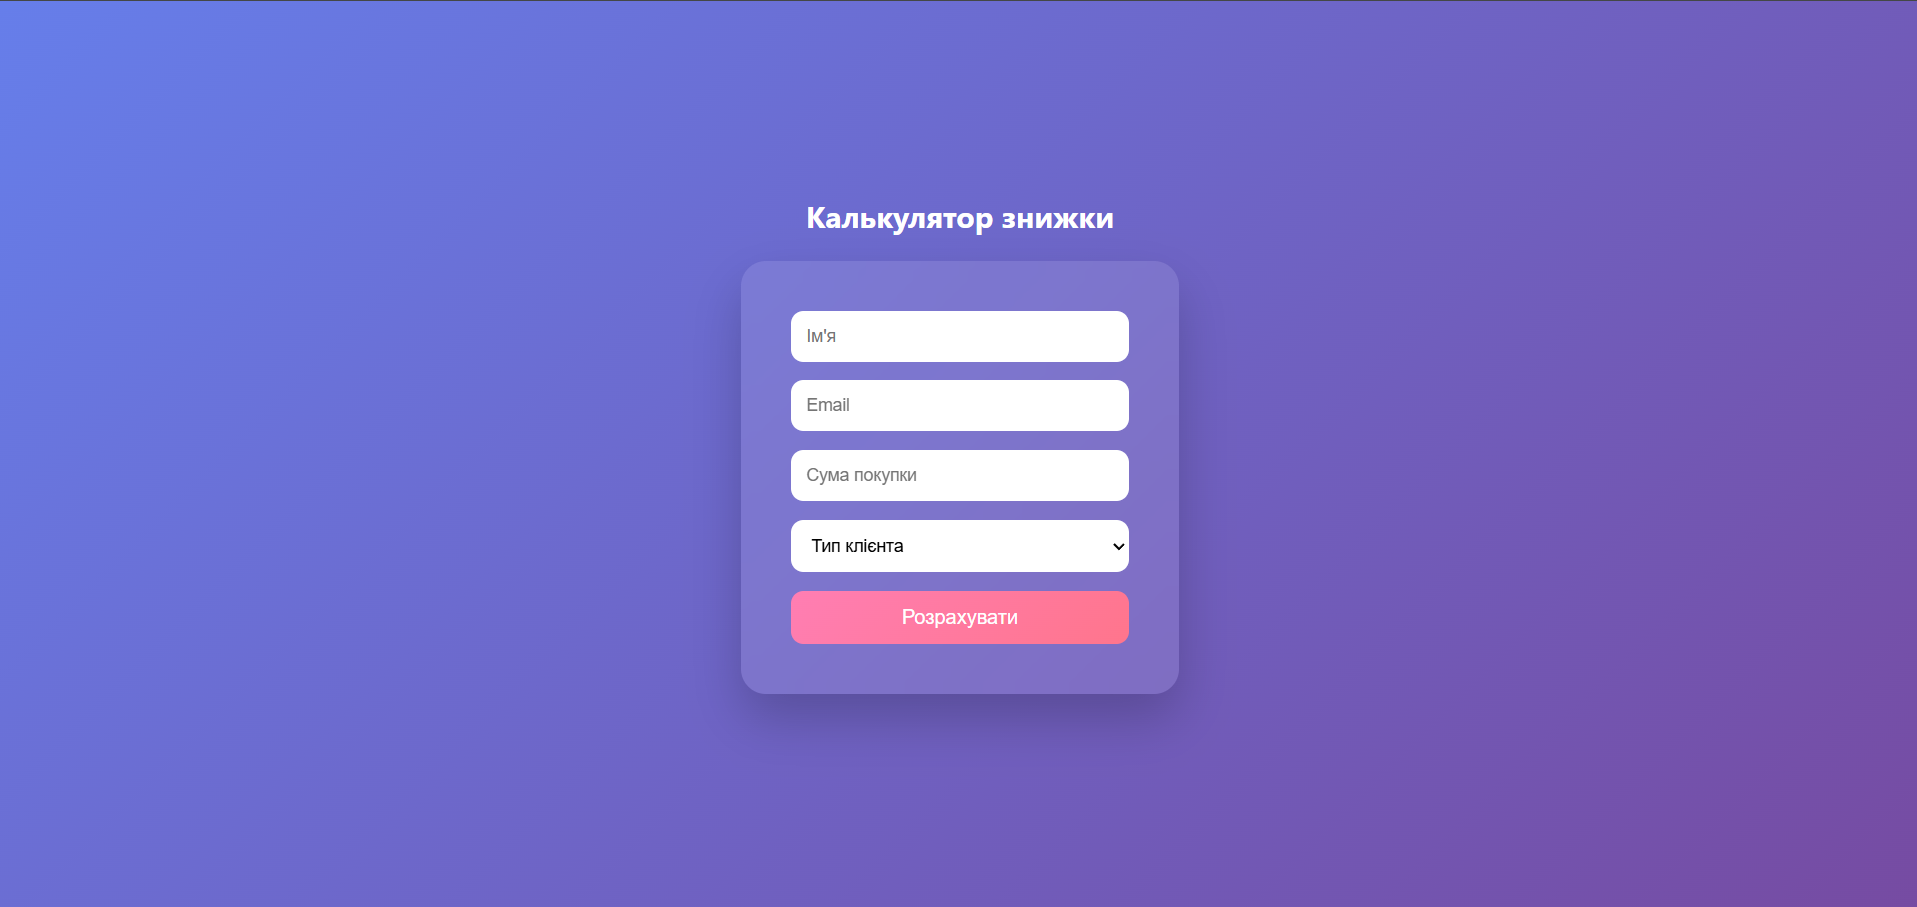 Калькулятор знижки
Ім'я
Email
Сума покупки
Тип клієнта
Розрахувати